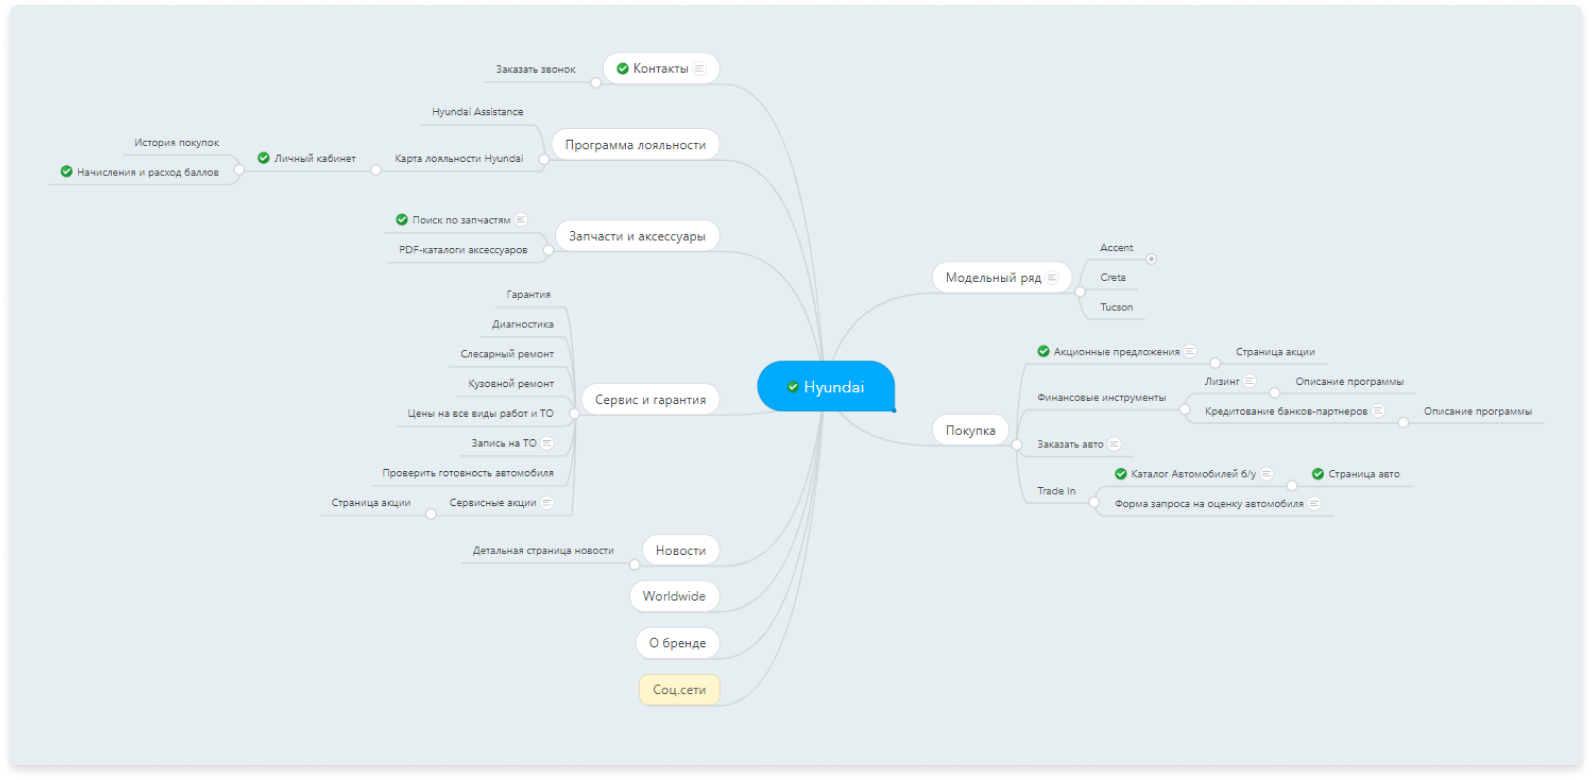 Заказать звонок
Контакты
Hyundai Assistance
Программа лояльности
История покупок
Личный кабинет
Карта лояльности Hyundai
Начисления и расход баллов
Поиск по запчастям
Запчасти и аксессуары
PDF-каталоги аксессуаров
Гарантия
Диагностика
Слесарный ремонт
Кузовной ремонт
Сервис и гарантия
Цены на все виды работ и ТО
Запись на ТО
Проверить готовность автомобиля
Страница акции
Сервисные акции
Детальная страница новости
Новости
Worldwide
О бренде
Соц.сети
Hyundai
Модельный ряд
Accent
Creta
Tucson
Покупка
Акционные предложения
Страница акции
Финансовые инструменты
Лизинг
Описание программы
Кредитование банков-партнеров
Описание программы
Заказать авто
Trade In
Каталог Автомобилей б/у
Страница авто
Форма запроса на оценку автомобиля